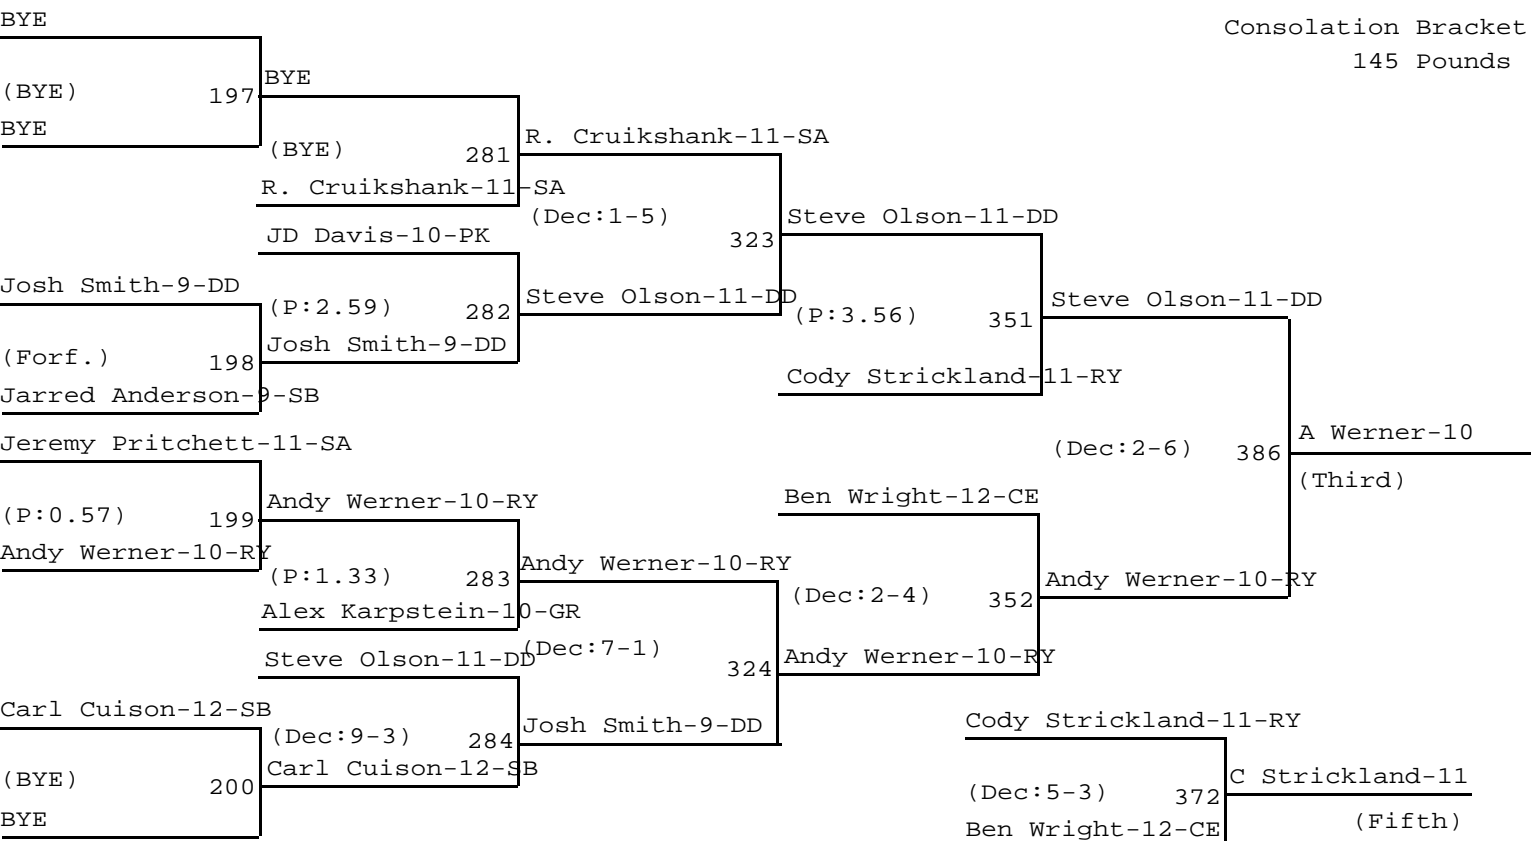 BYE
Consolation Bracket
145 Pounds
BYE
(BYE)
197
BYE
R. Cruikshank-11-SA
(BYE)
281
R. Cruikshank-11-SA
(Dec:1-5)
Steve Olson-11-DD
JD Davis-10-PK
323
Josh Smith-9-DD
(P:2.59)
282
Steve Olson-11-DD
(P:3.56)
351
Steve Olson-11-DD
(Forf.)
198
Josh Smith-9-DD
Jarred Anderson-9-SB
Cody Strickland-11-RY
Jeremy Pritchett-11-SA
(Dec:2-6)
386
A Werner-10
(Third)
(P:0.57)
199
Andy Werner-10-RY
Ben Wright-12-CE
Andy Werner-10-RY
(P:1.33)
283
Andy Werner-10-RY
(Dec:2-4)
352
Andy Werner-10-RY
Alex Karpstein-10-GR
(Dec:7-1)
Steve Olson-11-DD
324
Andy Werner-10-RY
Carl Cuison-12-SB
(Dec:9-3)
284
Josh Smith-9-DD
Cody Strickland-11-RY
(BYE)
200
Carl Cuison-12-SB
(Dec:5-3)
372
C Strickland-11
BYE
Ben Wright-12-CE
(Fifth)